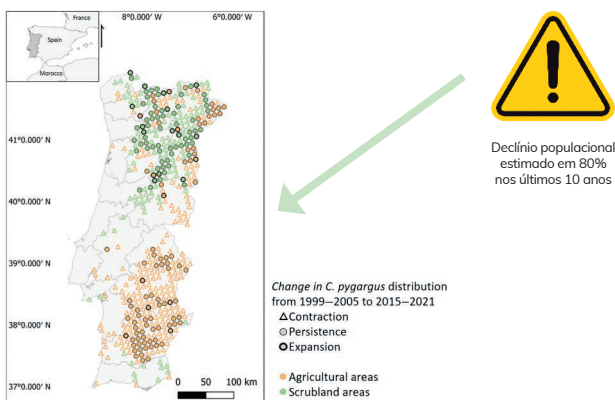 France
Spain
Morocco
8°0.000′ W
6°0.000′ W
41°0.000′ N
40°0.000′ N
39°0.000′ N
38°0.000′ N
37°0.000′ N
0 50 100 km
Declínio populacional
estimado em 80%
nos últimos 10 anos
Change in C. pygargus distribution
from 1999–2005 to 2015–2021
Contraction
Persistence
Expansion
Agricultural areas
Scrubland areas